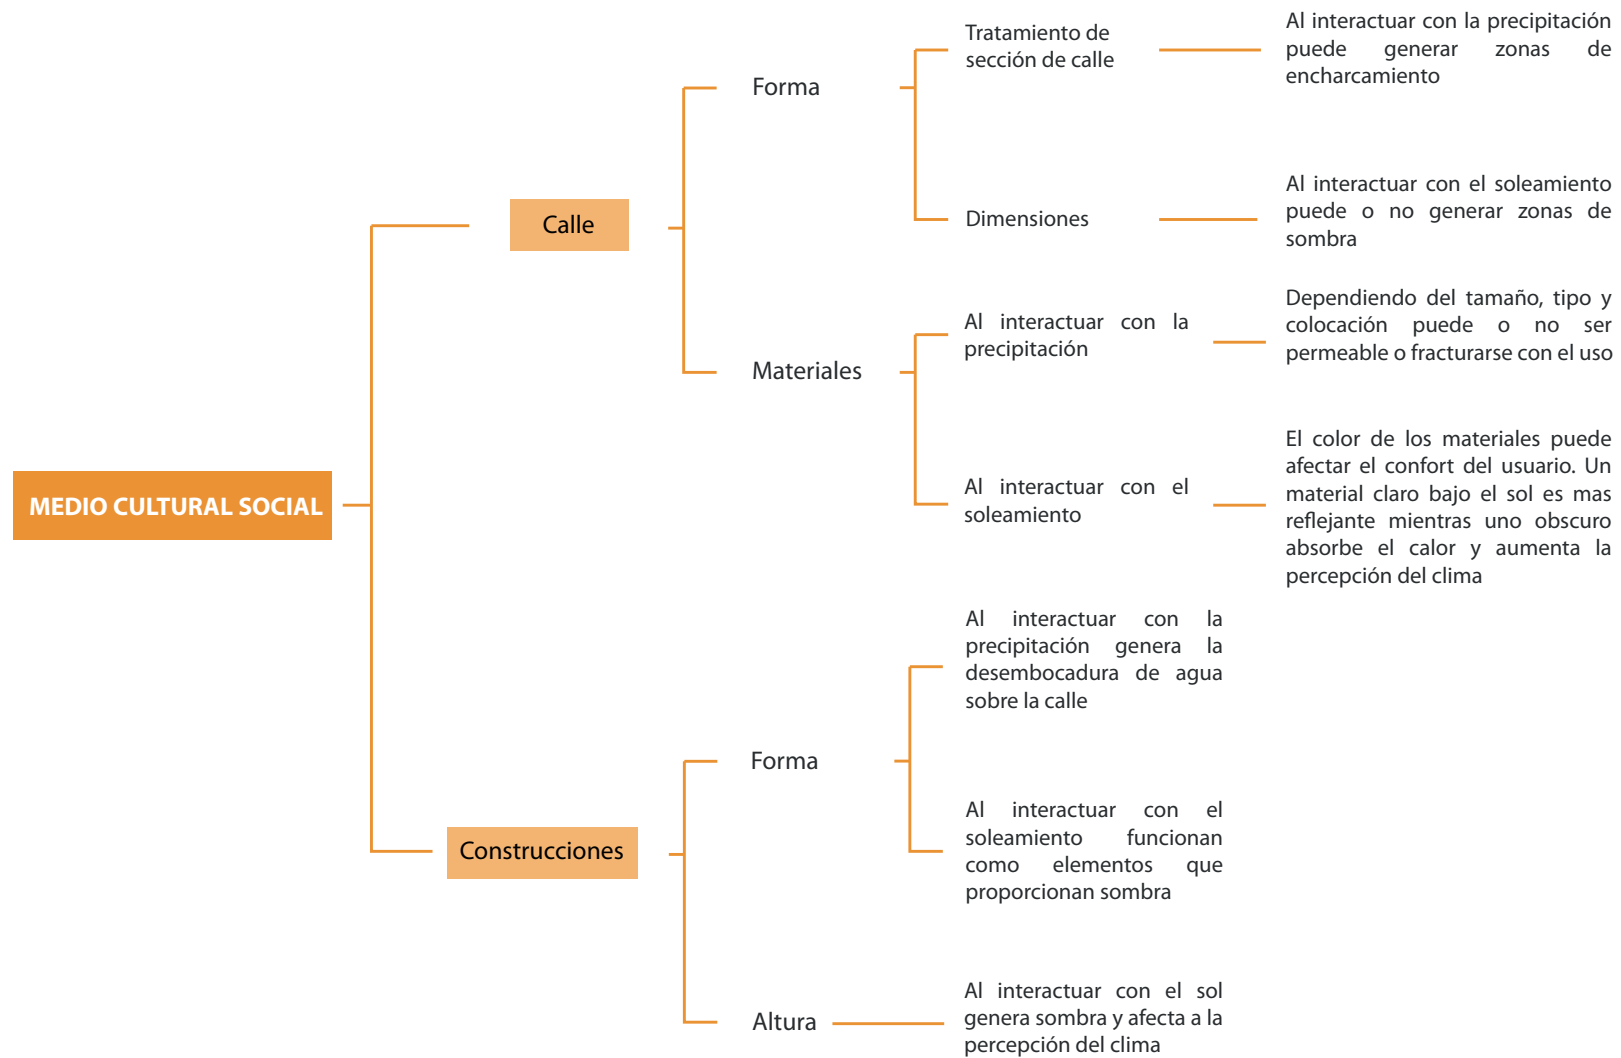 MEDIO CULTURAL SOCIAL
Calle
Forma
Tratamiento de
sección de calle
Al interactuar con la precipitación
puede generar zonas de
encharcamiento
Dimensiones
Al interactuar con el soleamiento
puede o no generar zonas de
sombra
Materiales
Al interactuar con la
precipitación
Dependiendo del tamaño, tipo y
colocación puede o no ser
permeable o fracturarse con el uso
Al interactuar con el
soleamiento
El color de los materiales puede
afectar el confort del usuario. Un
material claro bajo el sol es mas
reflejante mientras uno obscuro
absorbe el calor y aumenta la
percepción del clima
Construcciones
Forma
Al interactuar con la
precipitación genera la
desembocadura de agua
sobre la calle
Al interactuar con el
soleamiento funcionan
como elementos que
proporcionan sombra
Altura
Al interactuar con el sol
genera sombra y afecta a la
percepción del clima